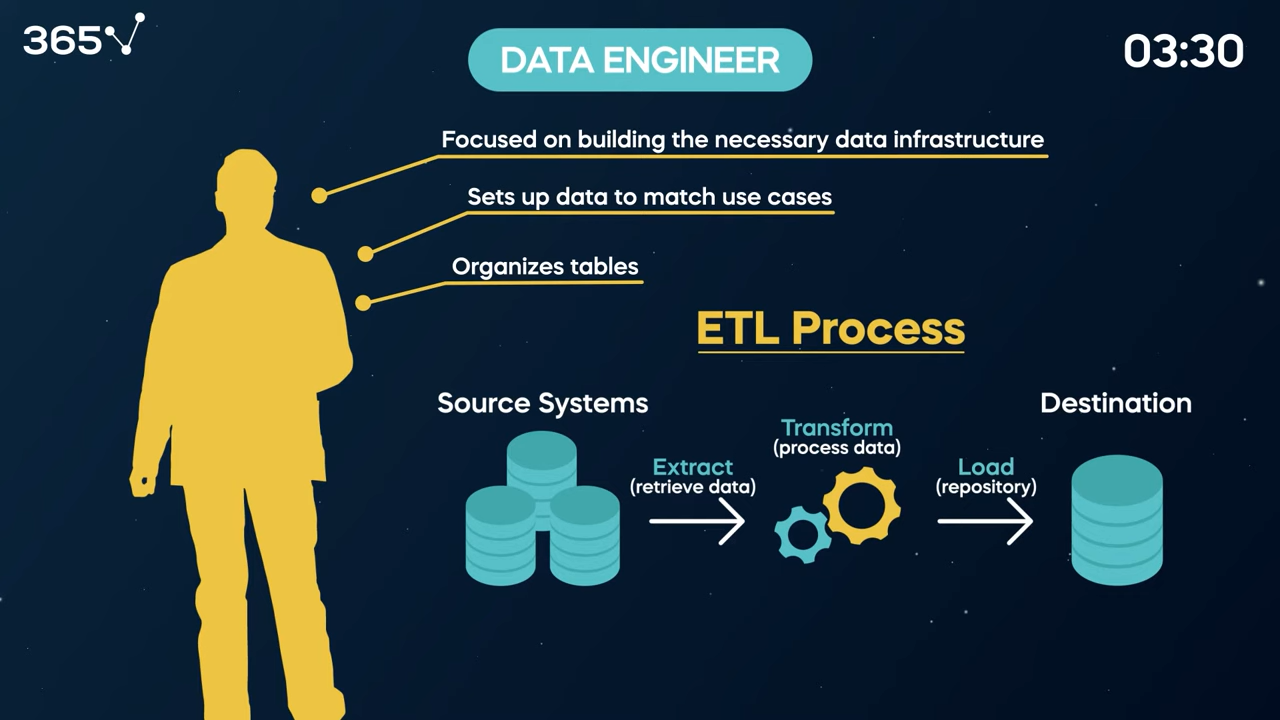 365
DATA ENGINEER
03:30
Focused on building the necessary data infrastructure
Sets up data to match use cases
Organizes tables
ETL Process
Source Systems
Extract
(retrieve data)
Transform
(process data)
Load
(repository)
Destination